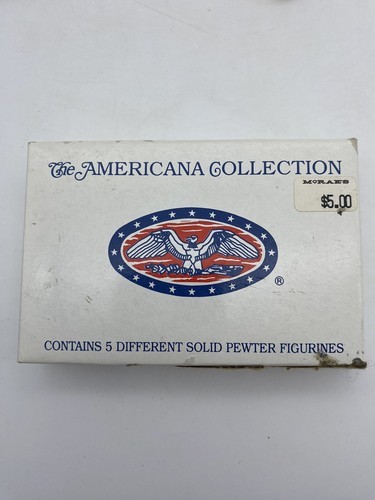 The AMERICANA COLLECTION
McRAE'S
$5.00
®
CONTAINS 5 DIFFERENT SOLID PEWTER FIGURINES